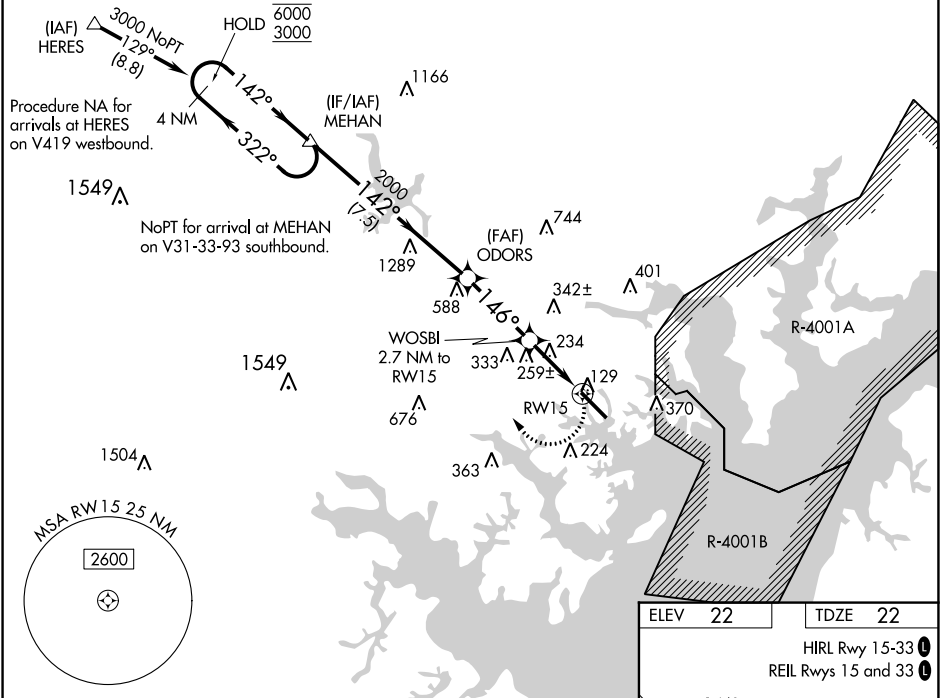 (IAF)
HERES
3000 NoPT
129°
(8.8)
HOLD
6000
3000
142°
(IF/IAF)
MEHAN
1166
Procedure NA for
arrivals at HERES
on V419 westbound.
4 NM
322°
1549
2000
142°
(7.5)
NoPT for arrival at MEHAN
on V31-33-93 southbound.
744
(FAF)
ODORS
1289
588
146°
342±
401
R-4001A
WOSBI
2.7 NM to
RW15
333
259±
234
1549
129
RW15
370
676
224
363
1504
MSA RW15 25 NM
2600
R-4001B
ELEV 22
TDZE 22
HIRL Rwy 15-33 L
REIL Rwys 15 and 33 L